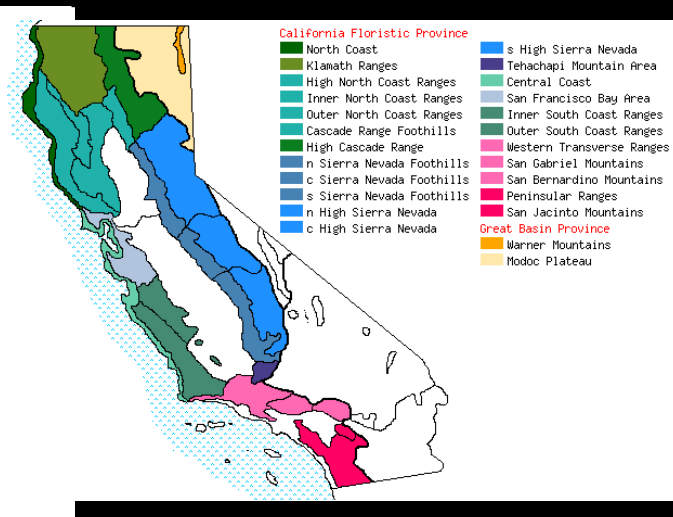 California Floristic Province
North Coast
Klamath Ranges
High North Coast Ranges
Inner North Coast Ranges
Outer North Coast Ranges
Cascade Range Foothills
High Cascade Range
n Sierra Nevada Foothills
c Sierra Nevada Foothills
s Sierra Nevada Foothills
n High Sierra Nevada
c High Sierra Nevada
s High Sierra Nevada
Tehachapi Mountain Area
Central Coast
San Francisco Bay Area
Inner South Coast Ranges
Outer South Coast Ranges
Western Transverse Ranges
San Gabriel Mountains
San Bernardino Mountains
Peninsular Ranges
San Jacinto Mountains
Great Basin Province
Warner Mountains
Modoc Plateau